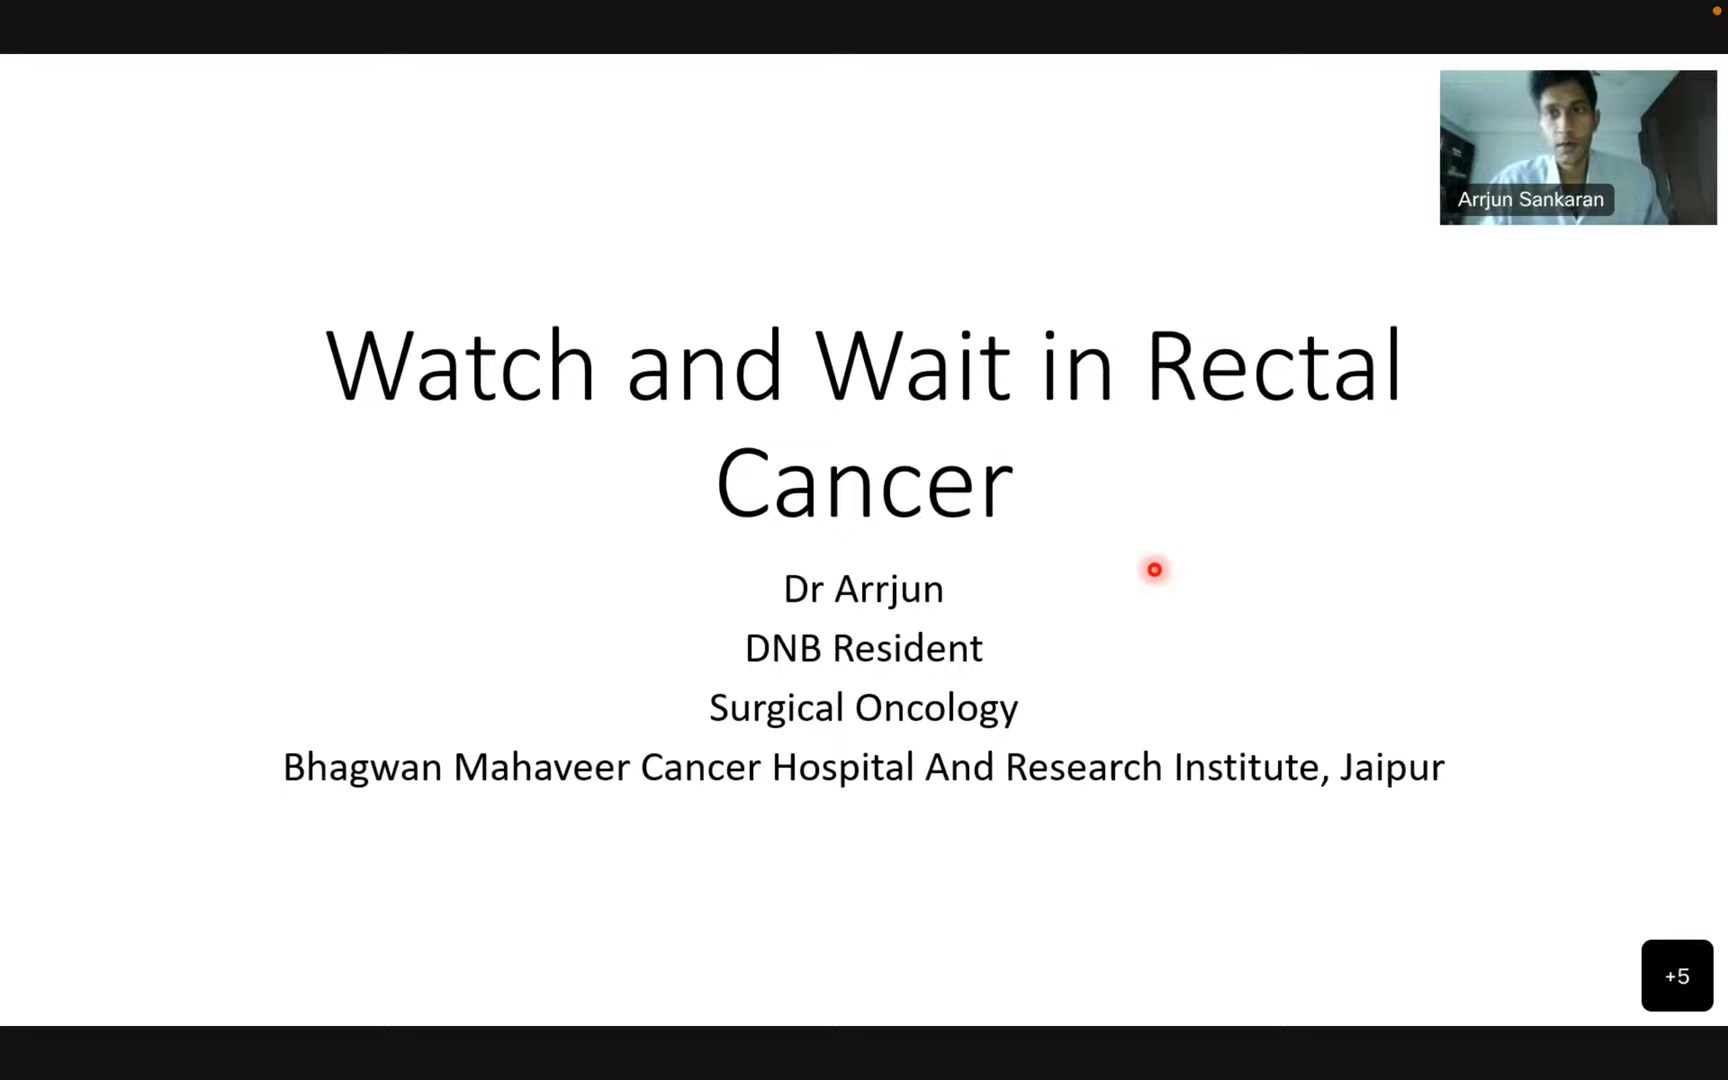 Arrjun Sankaran
Watch and Wait in Rectal
Cancer
Dr Arrjun
DNB Resident
Surgical Oncology
Bhagwan Mahaveer Cancer Hospital And Research Institute, Jaipur
+5